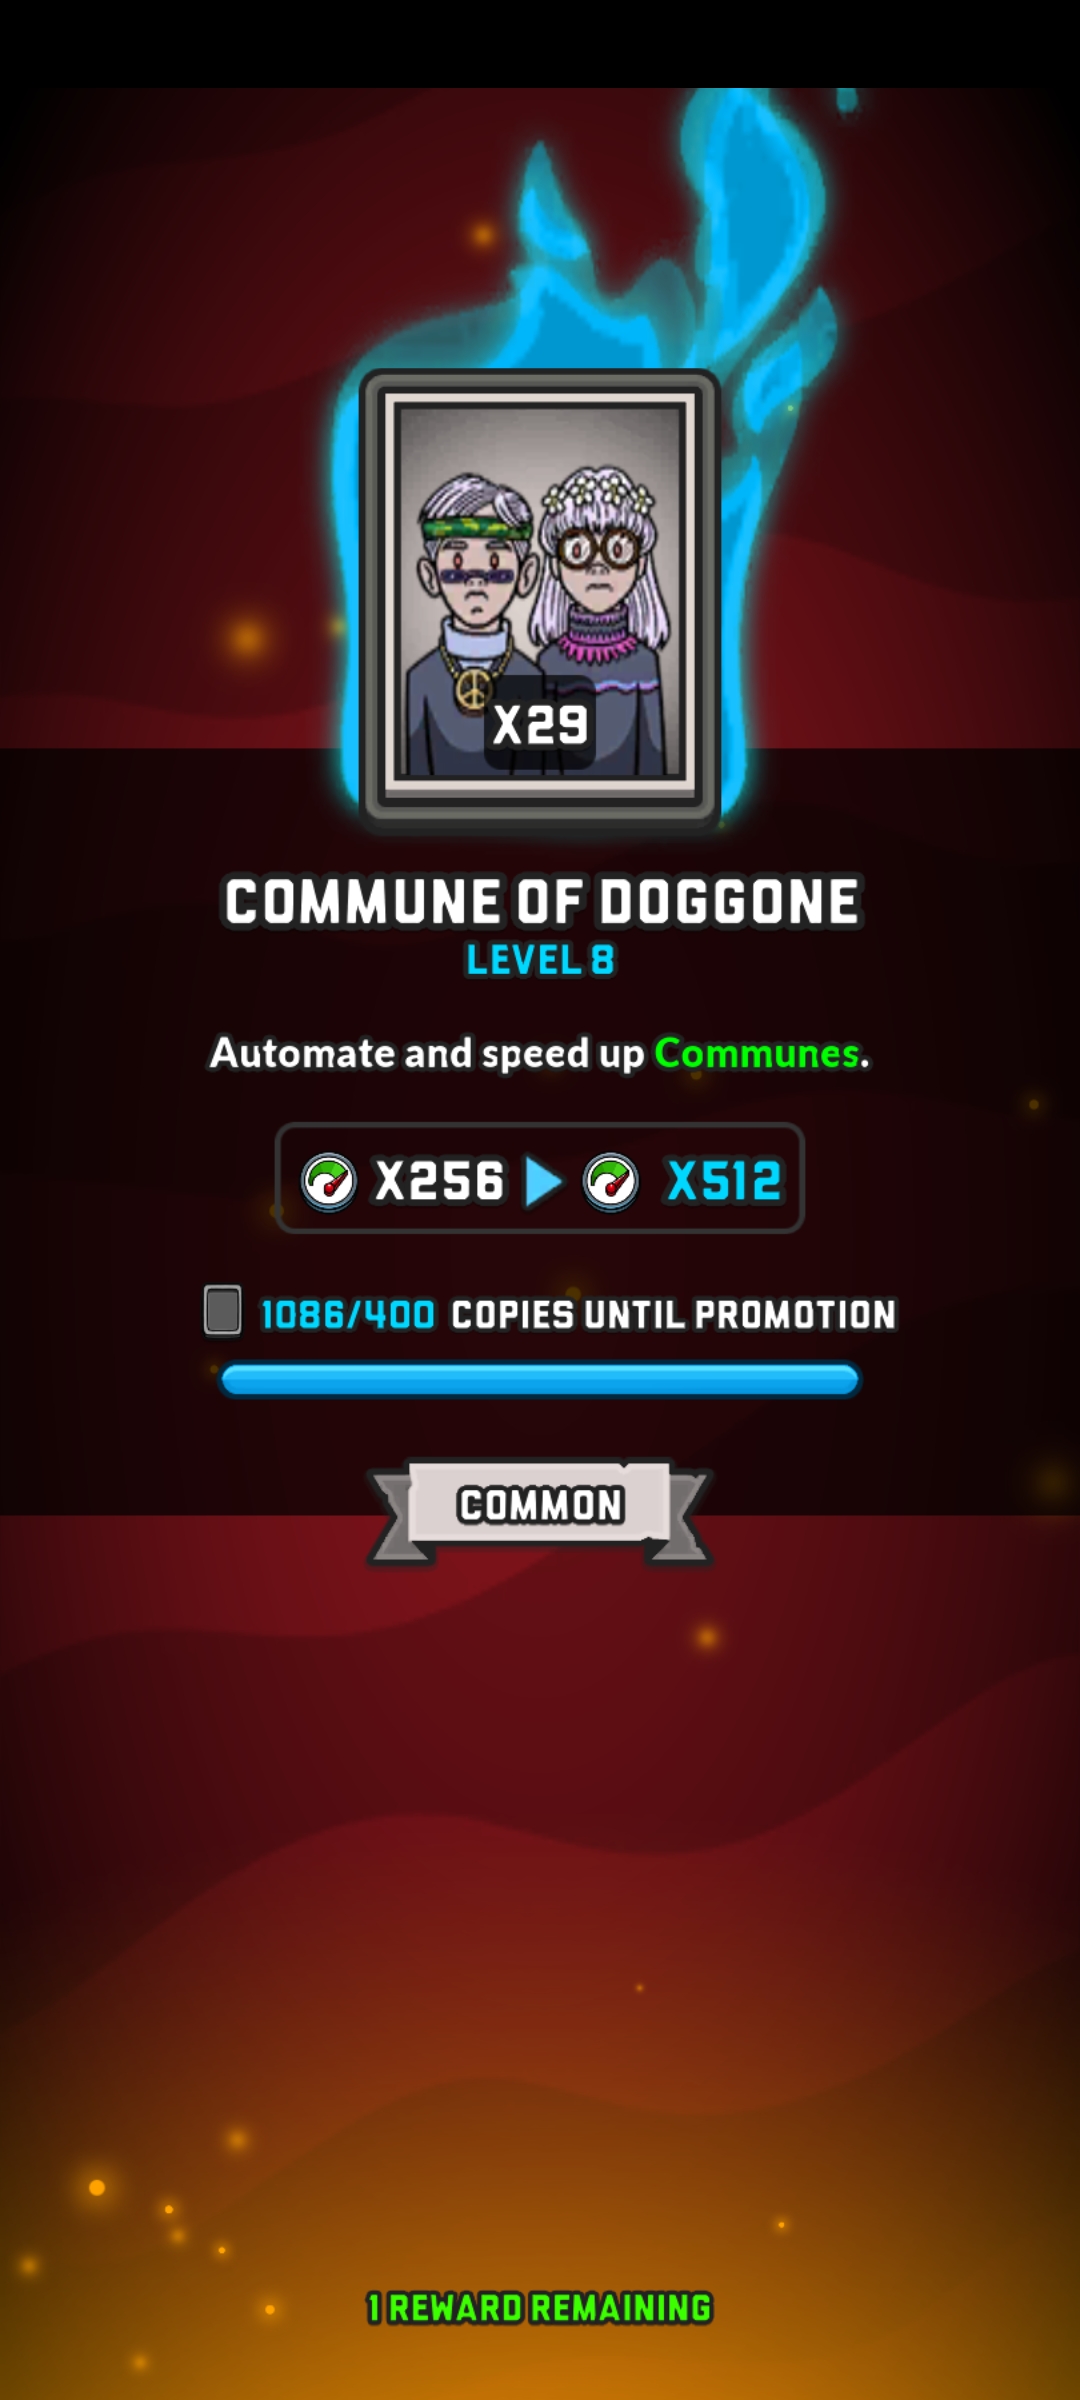 X29
COMMUNE OF DOGGONE
LEVEL 8
Automate and speed up Communes.
X256 X512
1086/400 COPIES UNTIL PROMOTION
COMMON
1 REWARD REMAINING